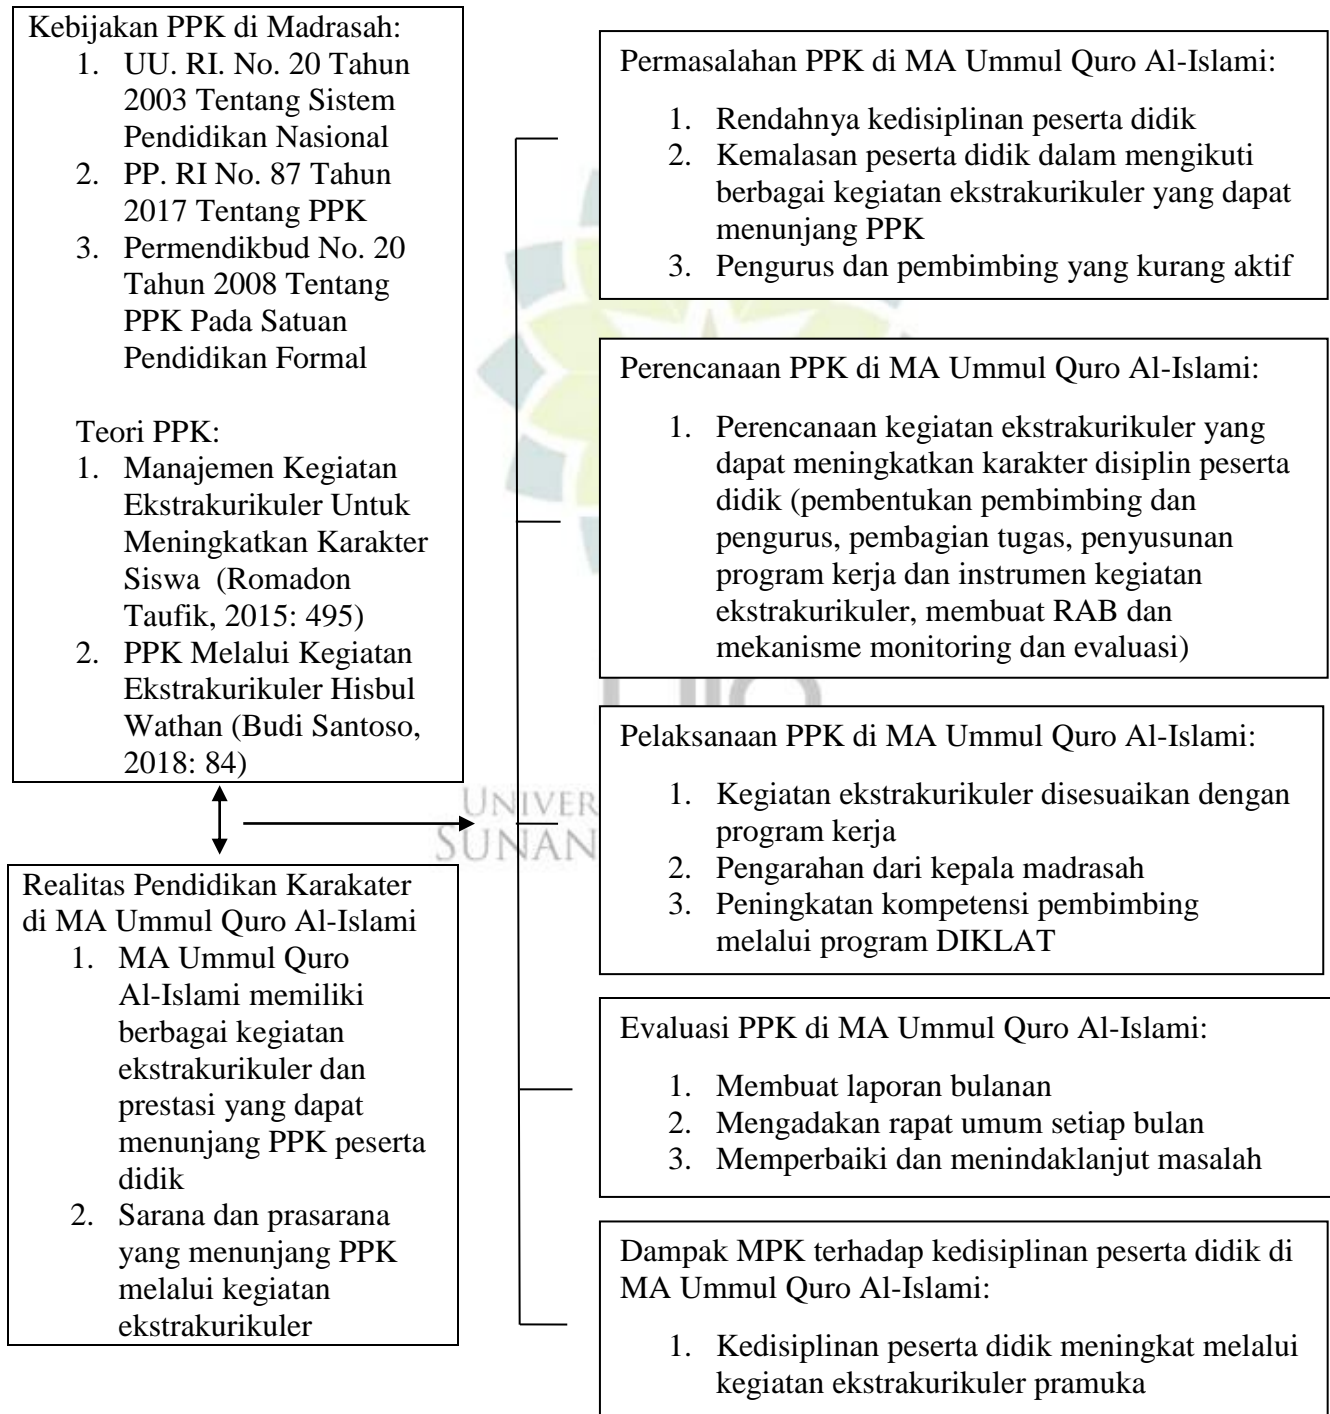 Kebijakan PPK di Madrasah:
1. UU. RI. No. 20 Tahun
2003 Tentang Sistem
Pendidikan Nasional
2. PP. RI No. 87 Tahun
2017 Tentang PPK
3. Permendikbud No. 20
Tahun 2008 Tentang
PPK Pada Satuan
Pendidikan Formal
Teori PPK:
1. Manajemen Kegiatan
Ekstrakurikuler Untuk
Meningkatkan Karakter
Siswa (Romadon
Taufik, 2015: 495)
2. PPK Melalui Kegiatan
Ekstrakurikuler Hisbul
Wathan (Budi Santoso,
2018: 84)
Realitas Pendidikan Karakater
di MA Ummul Quro Al-Islami
1. MA Ummul Quro
Al-Islami memiliki
berbagai kegiatan
ekstrakurikuler dan
prestasi yang dapat
menunjang PPK peserta
didik
2. Sarana dan prasarana
yang menunjang PPK
melalui kegiatan
ekstrakurikuler
Permasalahan PPK di MA Ummul Quro Al-Islami:
1. Rendahnya kedisiplinan peserta didik
2. Kemalasan peserta didik dalam mengikuti
berbagai kegiatan ekstrakurikuler yang dapat
menunjang PPK
3. Pengurus dan pembimbing yang kurang aktif
Perencanaan PPK di MA Ummul Quro Al-Islami:
1. Perencanaan kegiatan ekstrakurikuler yang
dapat meningkatkan karakter disiplin peserta
didik (pembentukan pembimbing dan
pengurus, pembagian tugas, penyusunan
program kerja dan instrumen kegiatan
ekstrakurikuler, membuat RAB dan
mekanisme monitoring dan evaluasi)
Pelaksanaan PPK di MA Ummul Quro Al-Islami:
1. Kegiatan ekstrakurikuler disesuaikan dengan
program kerja
2. Pengarahan dari kepala madrasah
3. Peningkatan kompetensi pembimbing
melalui program DIKLAT
Evaluasi PPK di MA Ummul Quro Al-Islami:
1. Membuat laporan bulanan
2. Mengadakan rapat umum setiap bulan
3. Memperbaiki dan menindaklanjut masalah
Dampak MPK terhadap kedisiplinan peserta didik di
MA Ummul Quro Al-Islami:
1. Kedisiplinan peserta didik meningkat melalui
kegiatan ekstrakurikuler pramuka
UNIVER
SUNAN